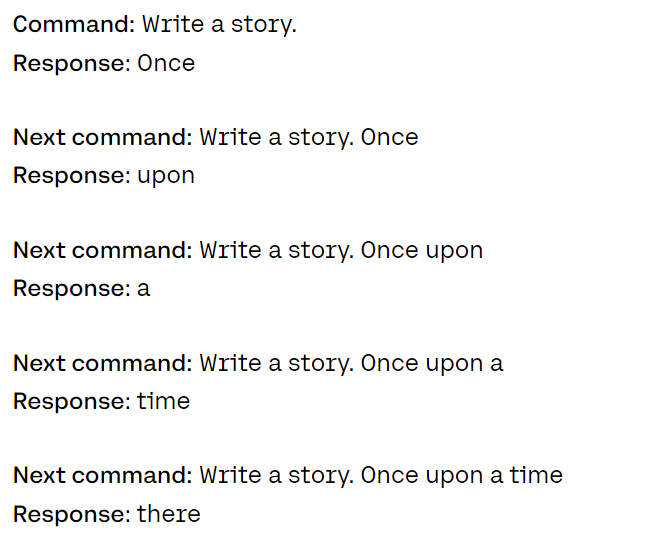 Command: Write a story.
Response: Once
Next command: Write a story. Once
Response: upon
Next command: Write a story. Once upon
Response: a
Next command: Write a story. Once upon a
Response: time
Next command: Write a story. Once upon a time
Response: there